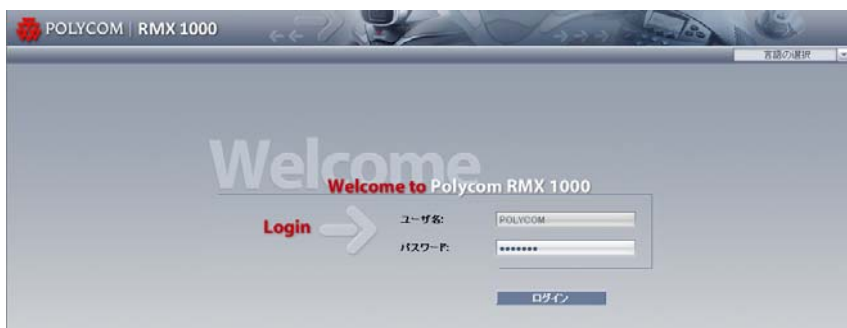 POLYCOM | RMX 1000
言語の選択
Welcome
Welcome to Polycom RMX 1000
Login
ユーザ名:
POLYCOM
パスワード:
•••••••
ログイン